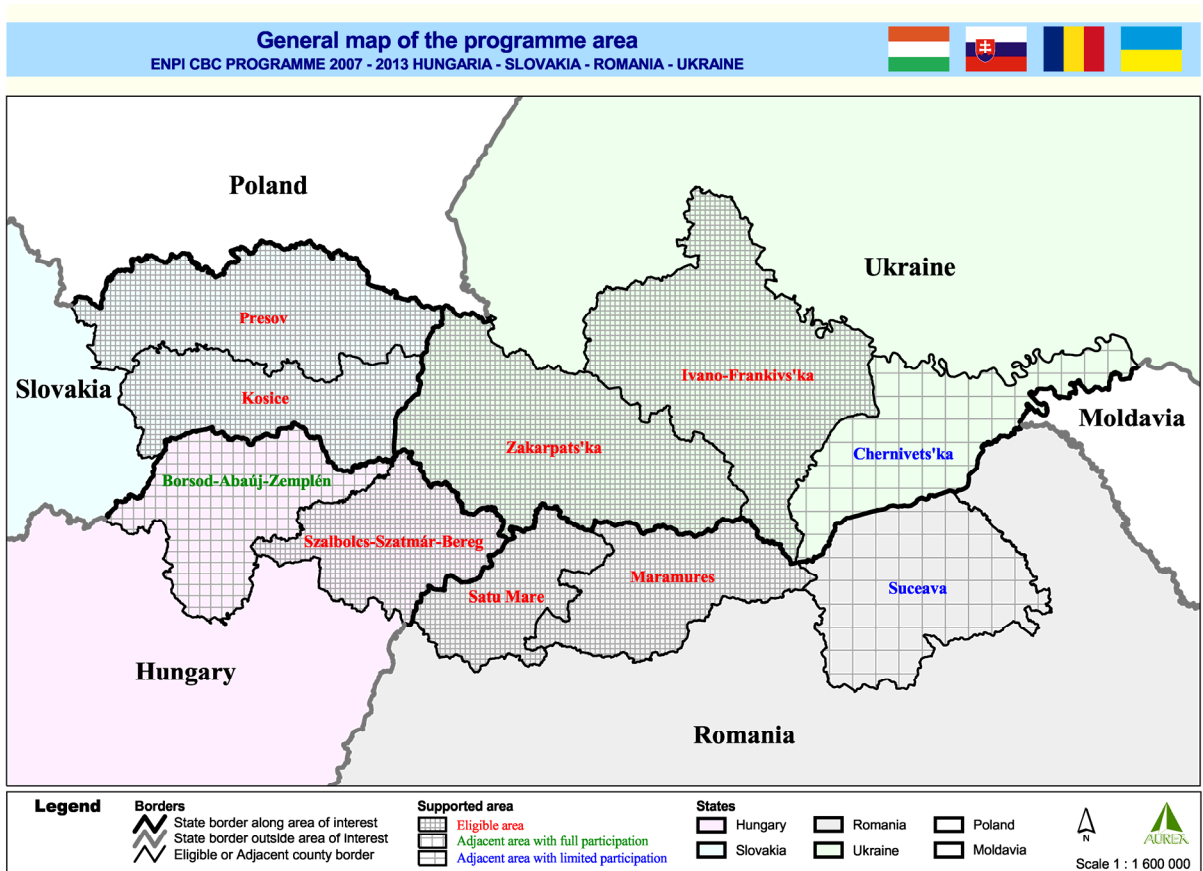 General map of the programme area
ENPI CBC PROGRAMME 2007 - 2013 HUNGARIA - SLOVAKIA - ROMANIA - UKRAINE
Poland
Ukraine
Presov
Slovakia
Kosice
Ivano-Frankivs'ka
Moldavia
Zakarpats'ka
Chernivets'ka
Borsod-Abaúj-Zemplén
Szalbolcs-Szatmár-Bereg
Maramures
Satu Mare
Suceava
Hungary
Romania
Legend
Borders
State border along area of interest
State border outside area of Interest
Eligible or Adjacent county border
Supported area
Eligible area
Adjacent area with full participation
Adjacent area with limited participation
States
Hungary
Slovakia
Romania
Ukraine
Poland
Moldavia
N
AUREX
Scale 1 : 1 600 000